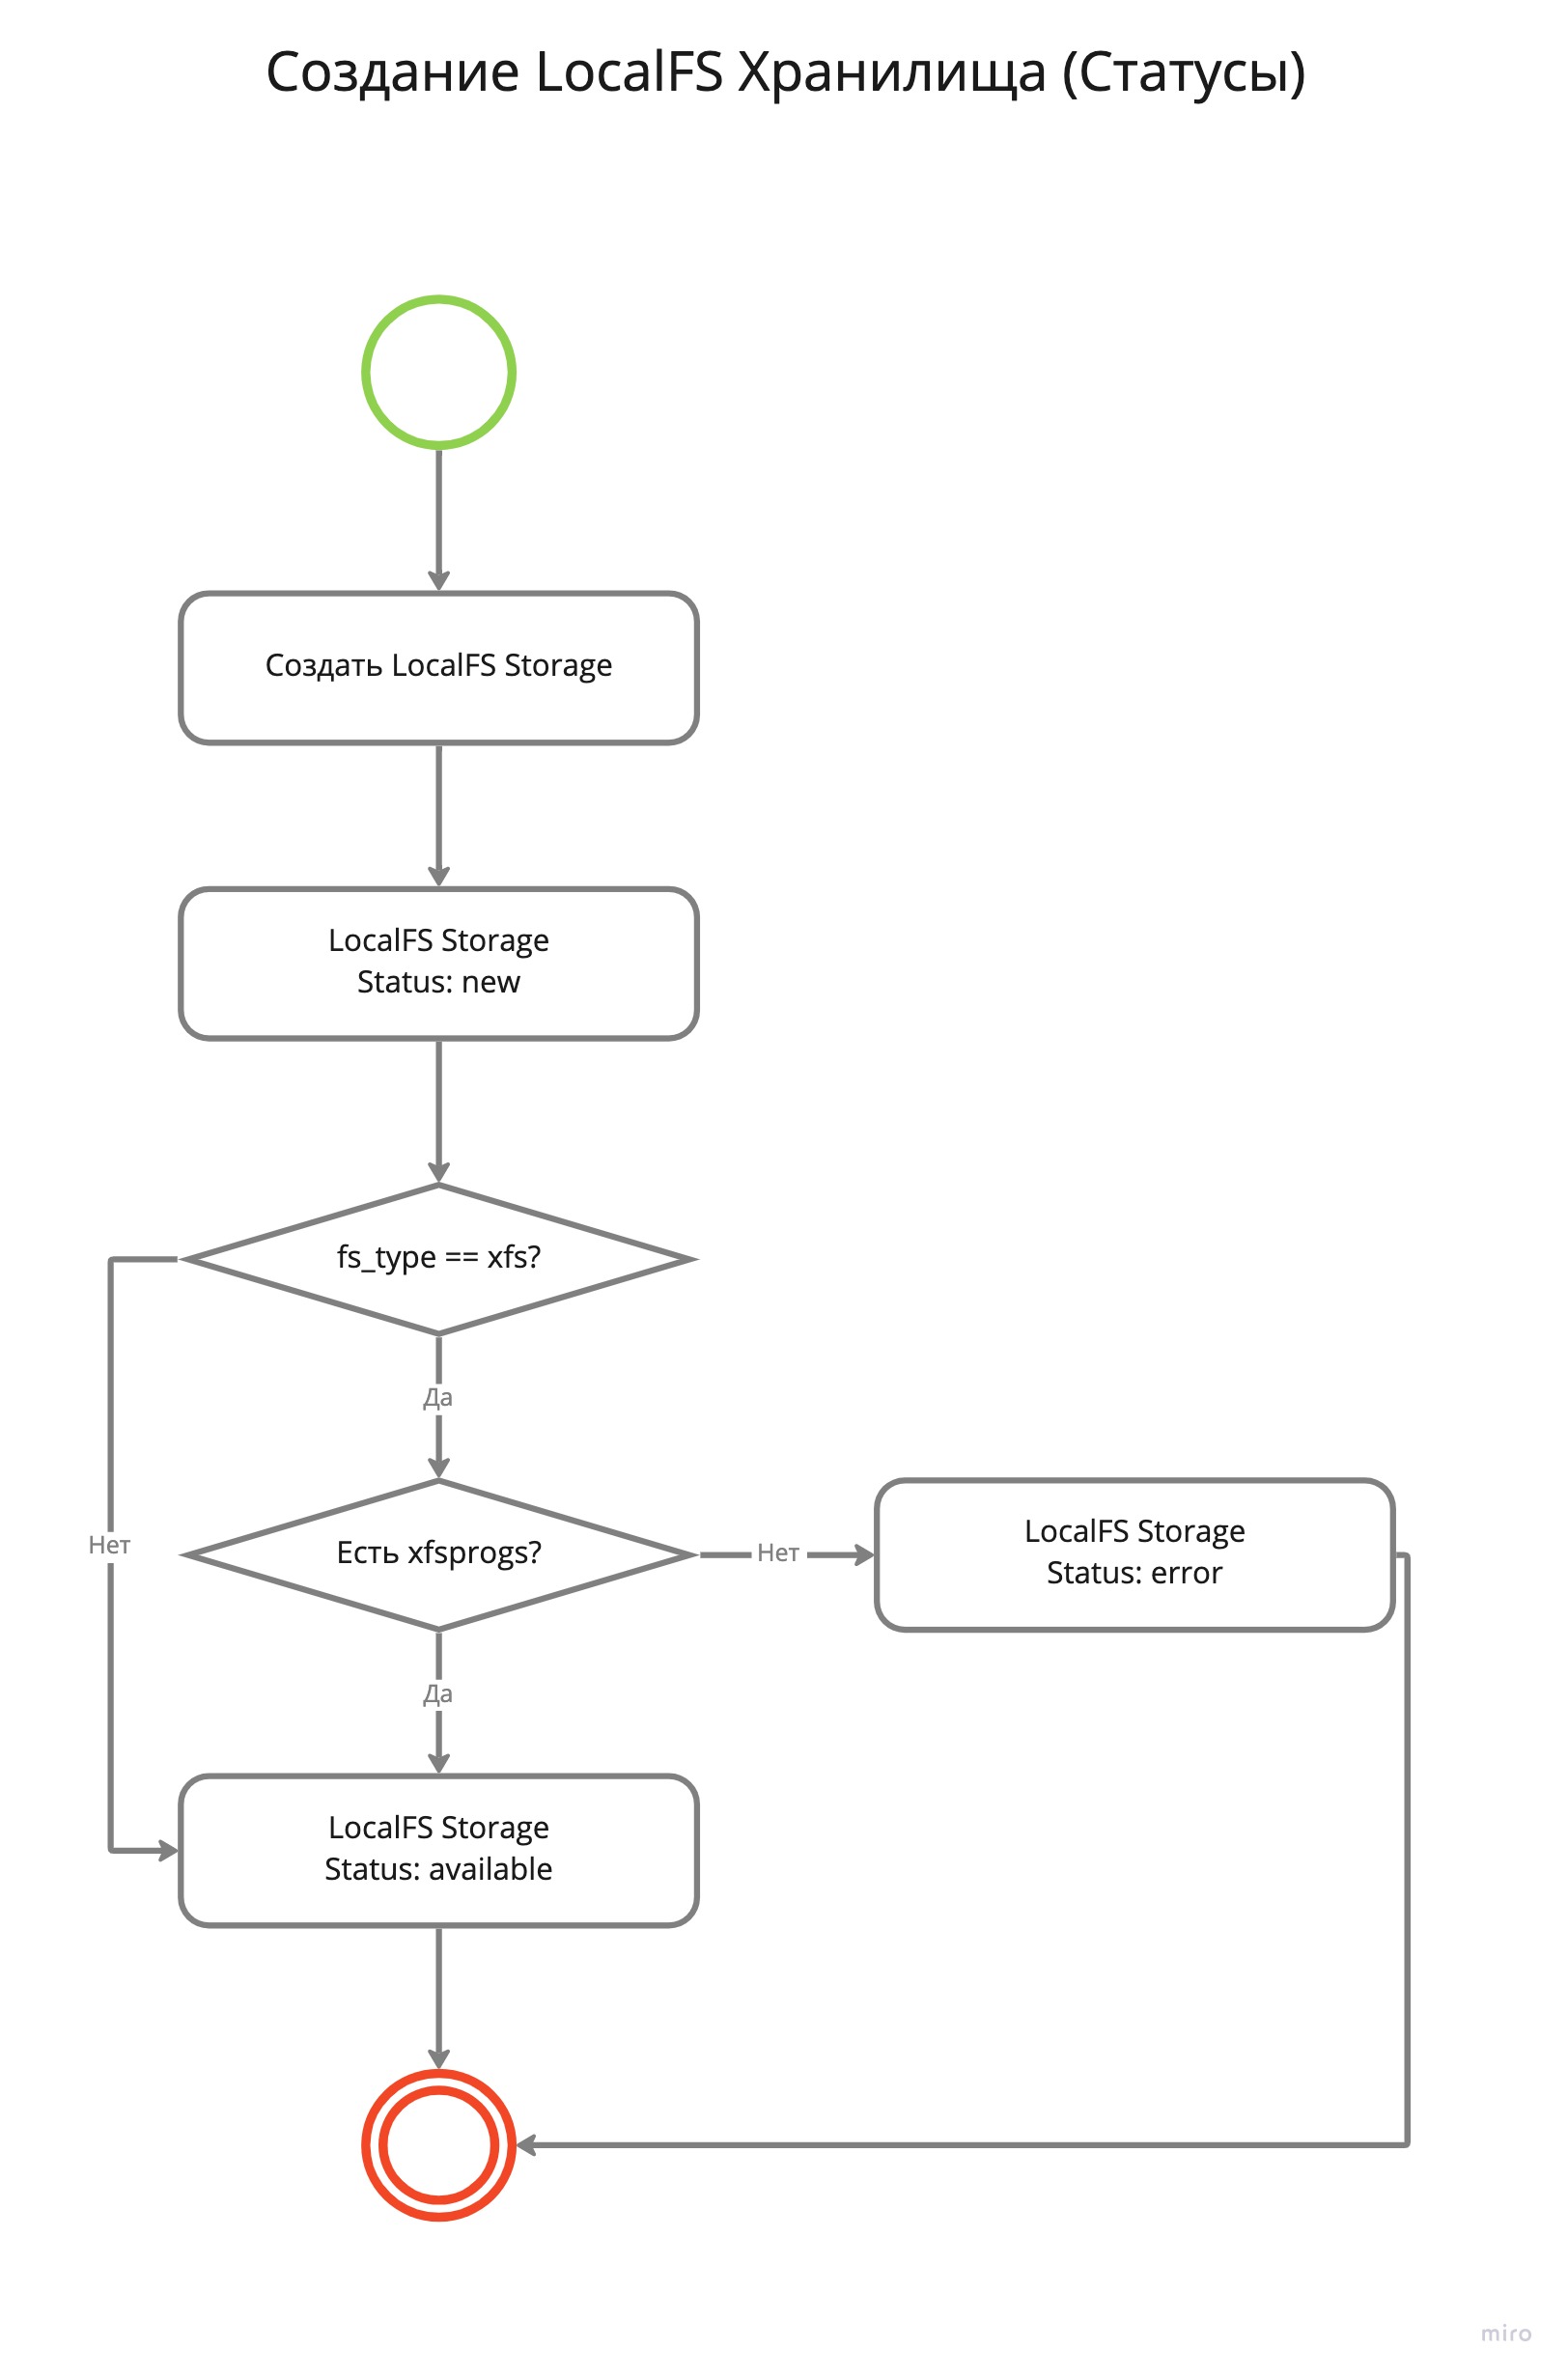 Создание LocalFS Хранилища (Статусы)
Создать LocalFS Storage
LocalFS Storage
Status: new
fs_type == xfs?
Да
Нет
Есть xfsprogs?
Нет
LocalFS Storage
Status: error
Да
LocalFS Storage
Status: available
miro